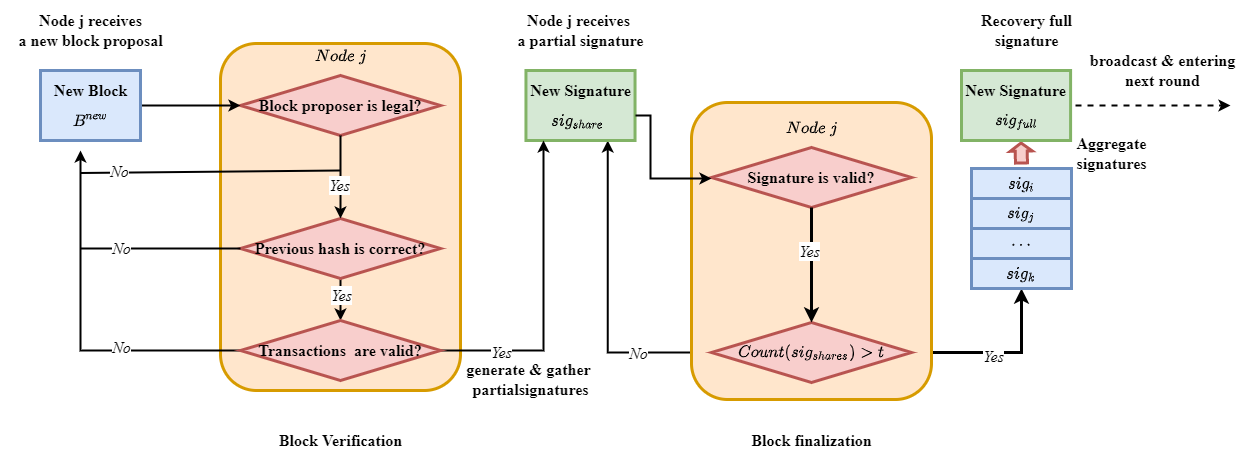 Node j receives
a new block proposal
New Block
B^{new}
Node j
Block proposer is legal?
No
Yes
Previous hash is correct?
No
Yes
Transactions are valid?
No
Yes
generate & gather
partialsignatures
Block Verification
Node j receives
a partial signature
New Signature
sig_{share}
Node j
Signature is valid?
Yes
Count(sig_{shares}) > t
No
Yes
Block finalization
Recovery full
signature
New Signature
sig_{full}
broadcast & entering
next round
Aggregate
signatures
sig_i
sig_j
...
sig_k